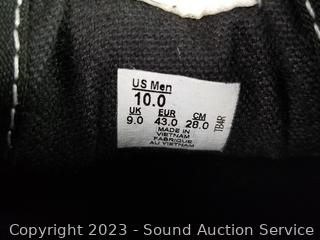 US Men
10.0
UK EUR CM
9.0 43.0 28.0
MADE IN
VIETNAM
FABRIQUE
AU VIETNAM
TBAR
Copyright 2023 - Sound Auction Service